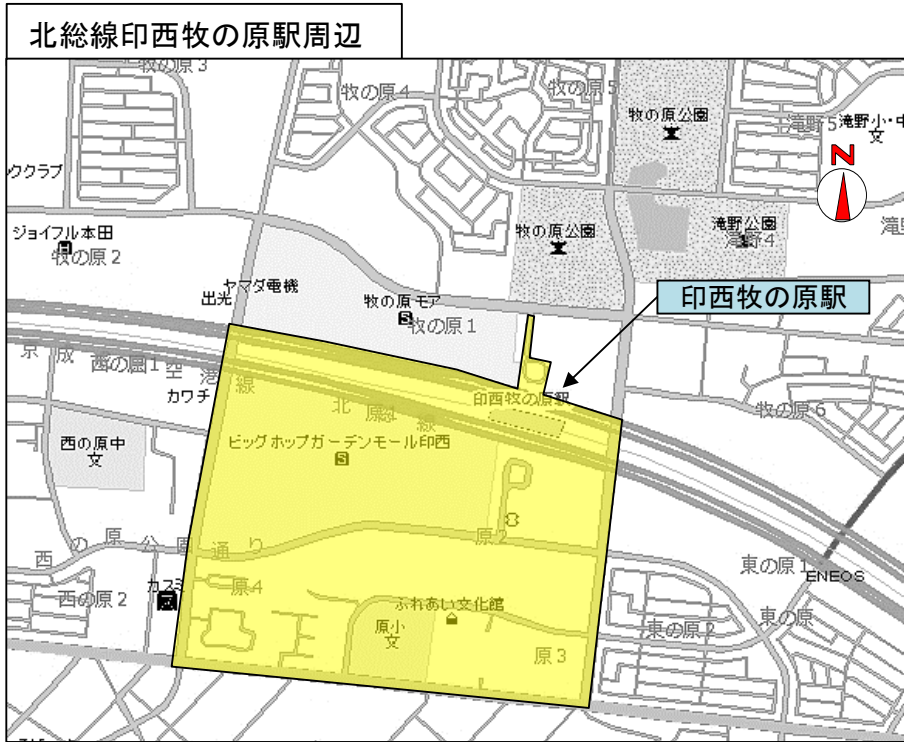 北総線印西牧の原駅周辺
牧の原3
牧の原4
牧の原5
牧の原公園
滝野5
滝野小・中
文
ククラブ
N
ジョイフル本田
牧の原2
牧の原公園
滝野公園
滝野4
ヤマダ電機
出光
牧の原モア
S
牧の原1
印西牧の原駅
京成
西の園1
空港線
カワチ
北総線
原1
印西牧の原駅
牧の原6
西の原中
文
ビッグホップガーデンモール印西
S
西の原公園通り
原2
東の原1
ENEOS
カスミ
西の原2
原4
ふれあい文化館
原小
文
原3
東の原2
東の原